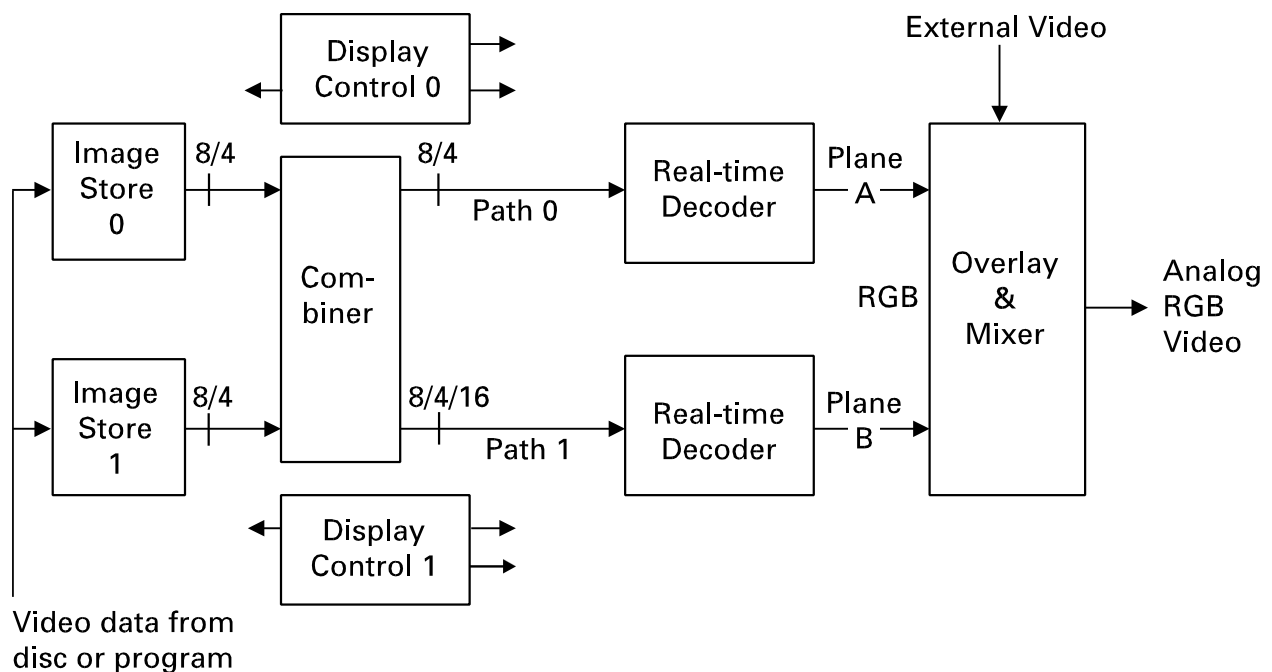 External Video
Display
Control 0
Image
Store
0
8/4
8/4
Path 0
Real-time
Decoder
Plane
A
Com-
biner
RGB
Overlay
&
Mixer
Analog
RGB
Video
Image
Store
1
8/4
8/4/16
Path 1
Real-time
Decoder
Plane
B
Display
Control 1
Video data from
disc or program